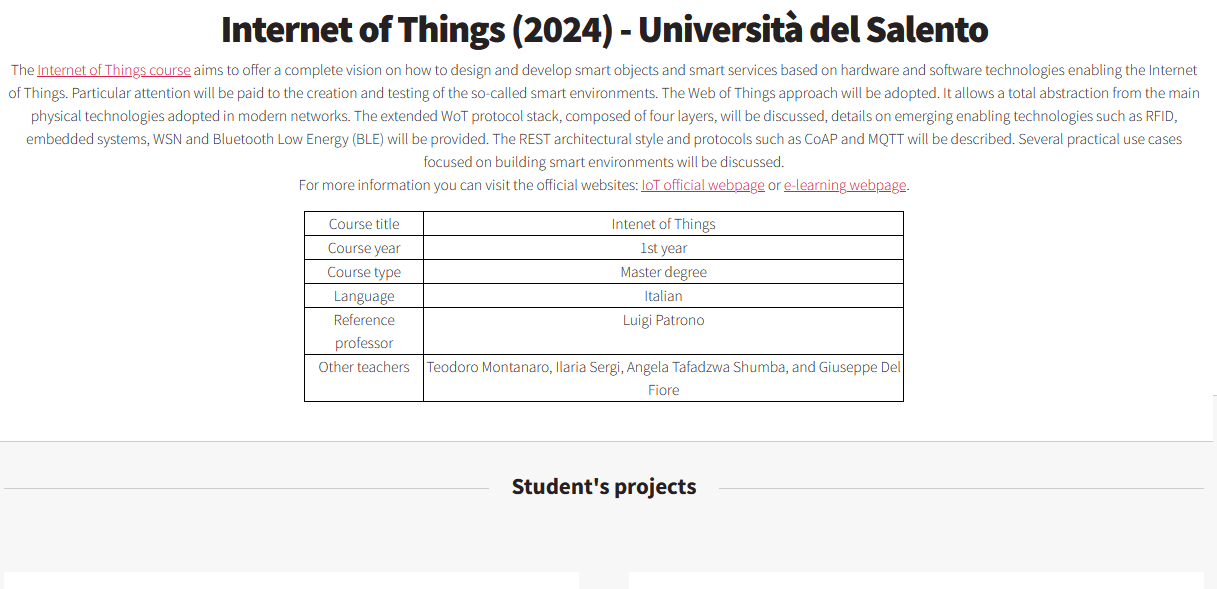 Internet of Things (2024) - Università del Salento
The Internet of Things course aims to offer a complete vision on how to design and develop smart objects and smart services based on hardware and software technologies enabling the Internet
of Things. Particular attention will be paid to the creation and testing of the so-called smart environments. The Web of Things approach will be adopted. It allows a total abstraction from the main
physical technologies adopted in modern networks. The extended WoT protocol stack, composed of four layers, will be discussed, details on emerging enabling technologies such as RFID,
embedded systems, WSN and Bluetooth Low Energy (BLE) will be provided. The REST architectural style and protocols such as CoAP and MQTT will be described. Several practical use cases
focused on building smart environments will be discussed.
For more information you can visit the official websites: IoT official webpage or e-learning webpage.
Course title Intenet of Things
Course year 1st year
Course type Master degree
Language Italian
Reference Luigi Patrono
professor
Other teachers Teodoro Montanaro, Ilaria Sergi, Angela Tafadzwa Shumba, and Giuseppe Del
Fiore
Student's projects